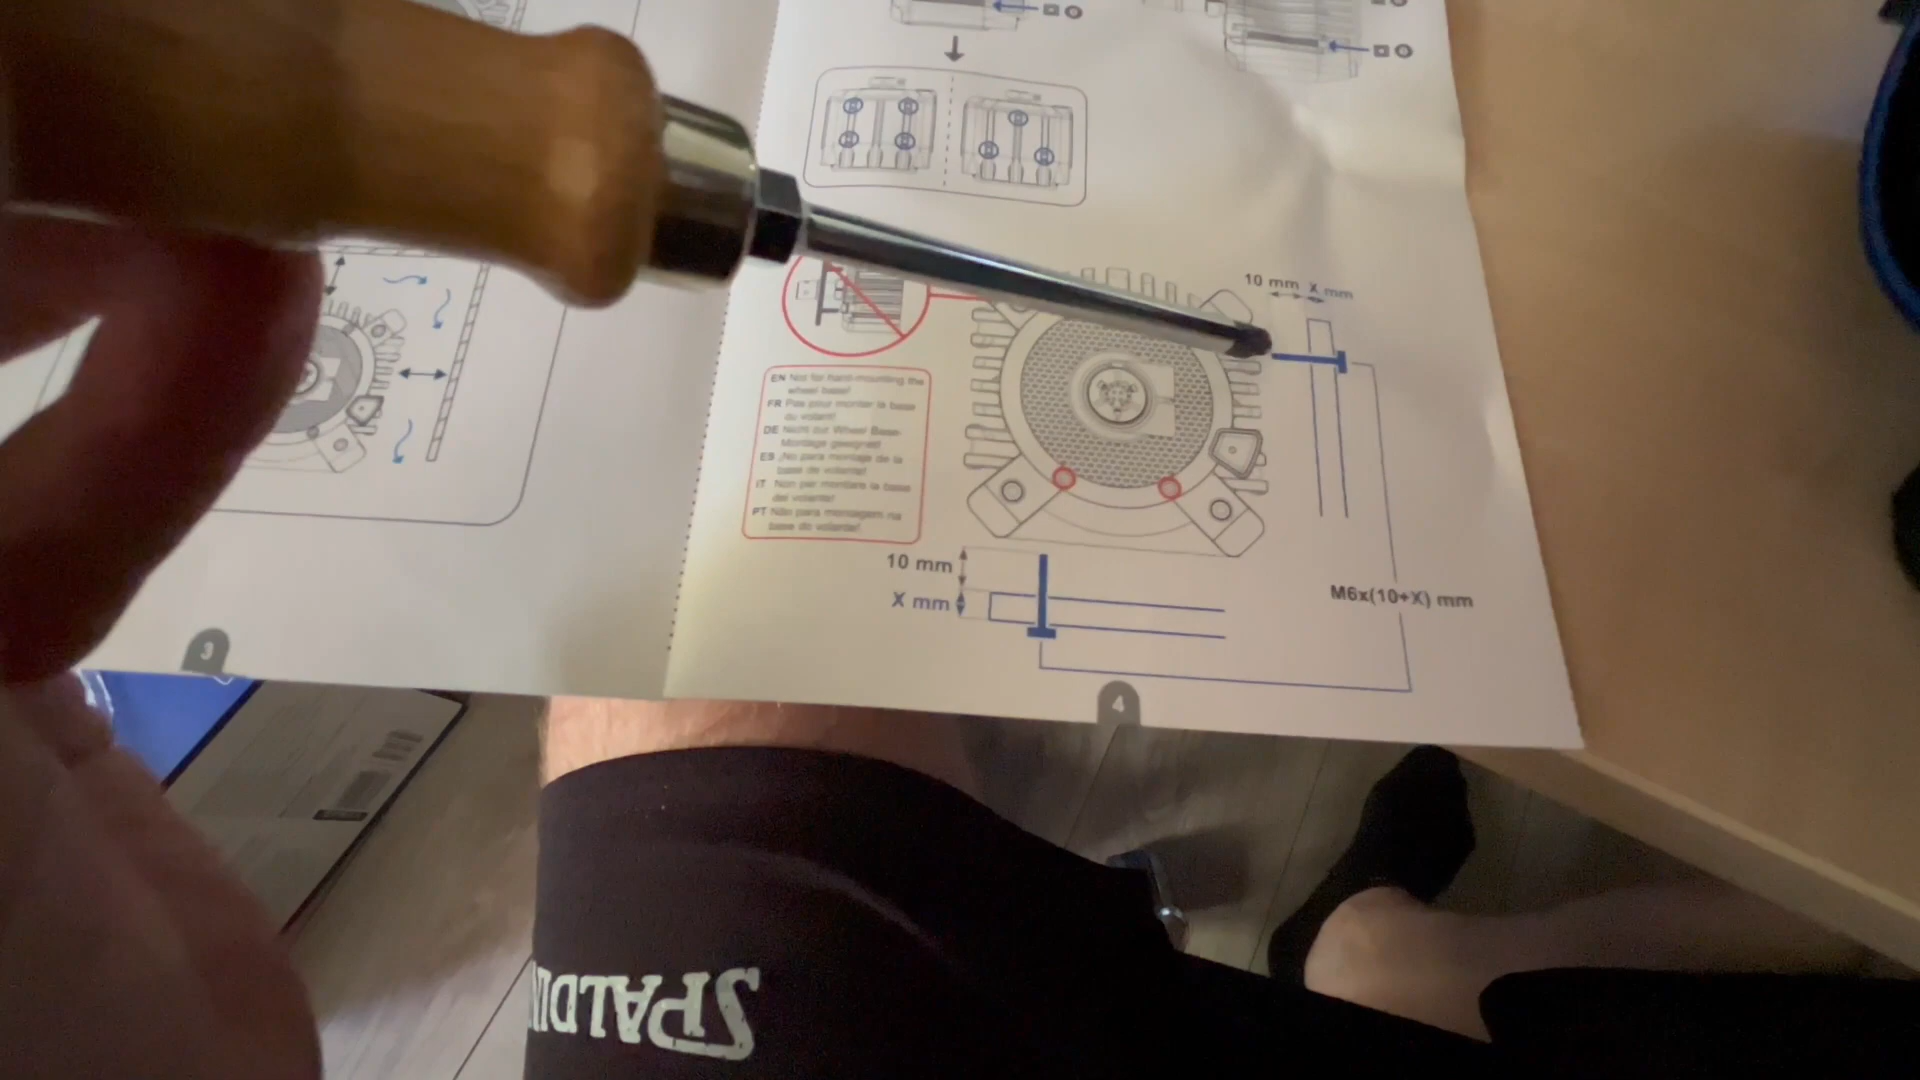 10 mm X mm
EN Not for hard-mounting the
wheel base!
FR Pas pour monter la base
du volant!
DE Nicht zur Wheel Base-
Montage geeignet!
ES ¡No para montaje de la
base de volante!
IT Non per montare la base
del volante!
PT Não para montagem na
base do volante!
10 mm
X mm
M6x(10+X) mm
3
4
SPALDIN